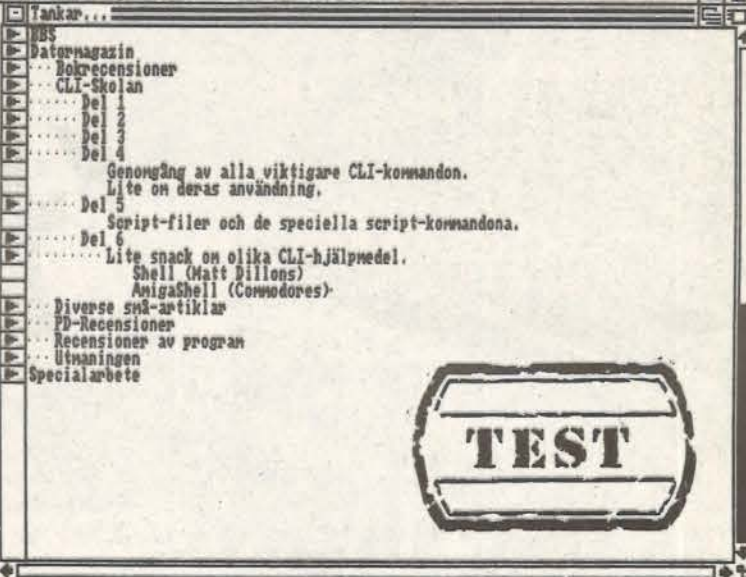 Tankar...
BBS
Datormagazin
Bokrecensioner
CLI-Skolan
Del 1
Del 2
Del 3
Del 4
Genomgång av alla viktigare CLI-kommandon.
Lite om deras användning.
Del 5
Script-filer och de speciella script-kommandona.
Del 6
Lite snack om olika CLI-hjälpmedel.
Shell (Matt Dillons)
AmigaShell (Commodores)
Diverse små-artiklar
PD-Recensioner
Recensioner av program
Utmaningen
Specialarbete
TEST